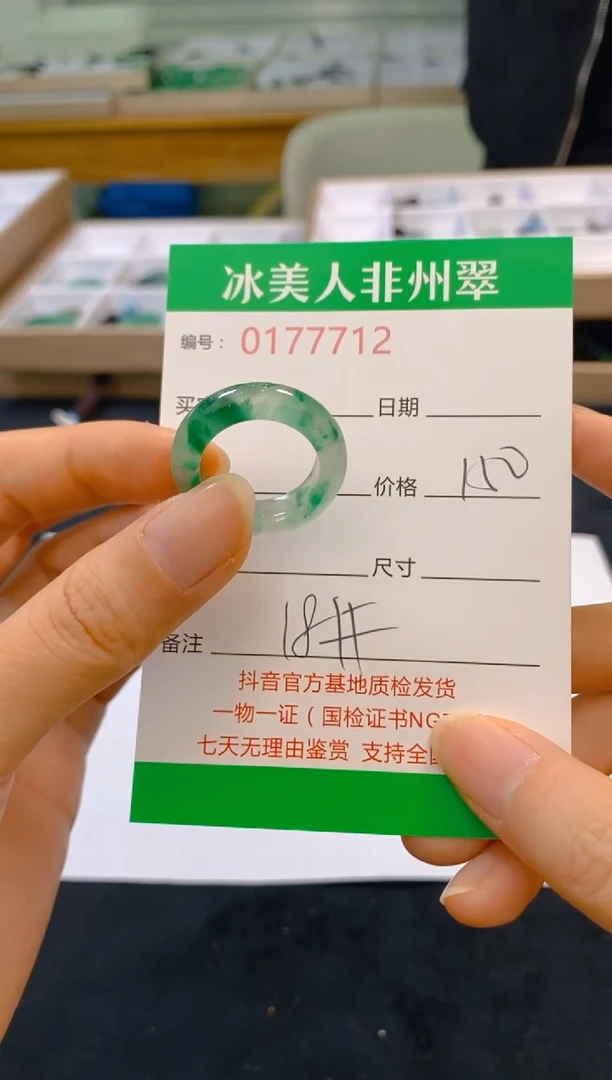 冰美人非州翠
编号： 0177712
买 日期
价格 150
尺寸
备注 18#
抖音官方基地质检发货
一物一证（国检证书NG
七天无理由鉴赏 支持全